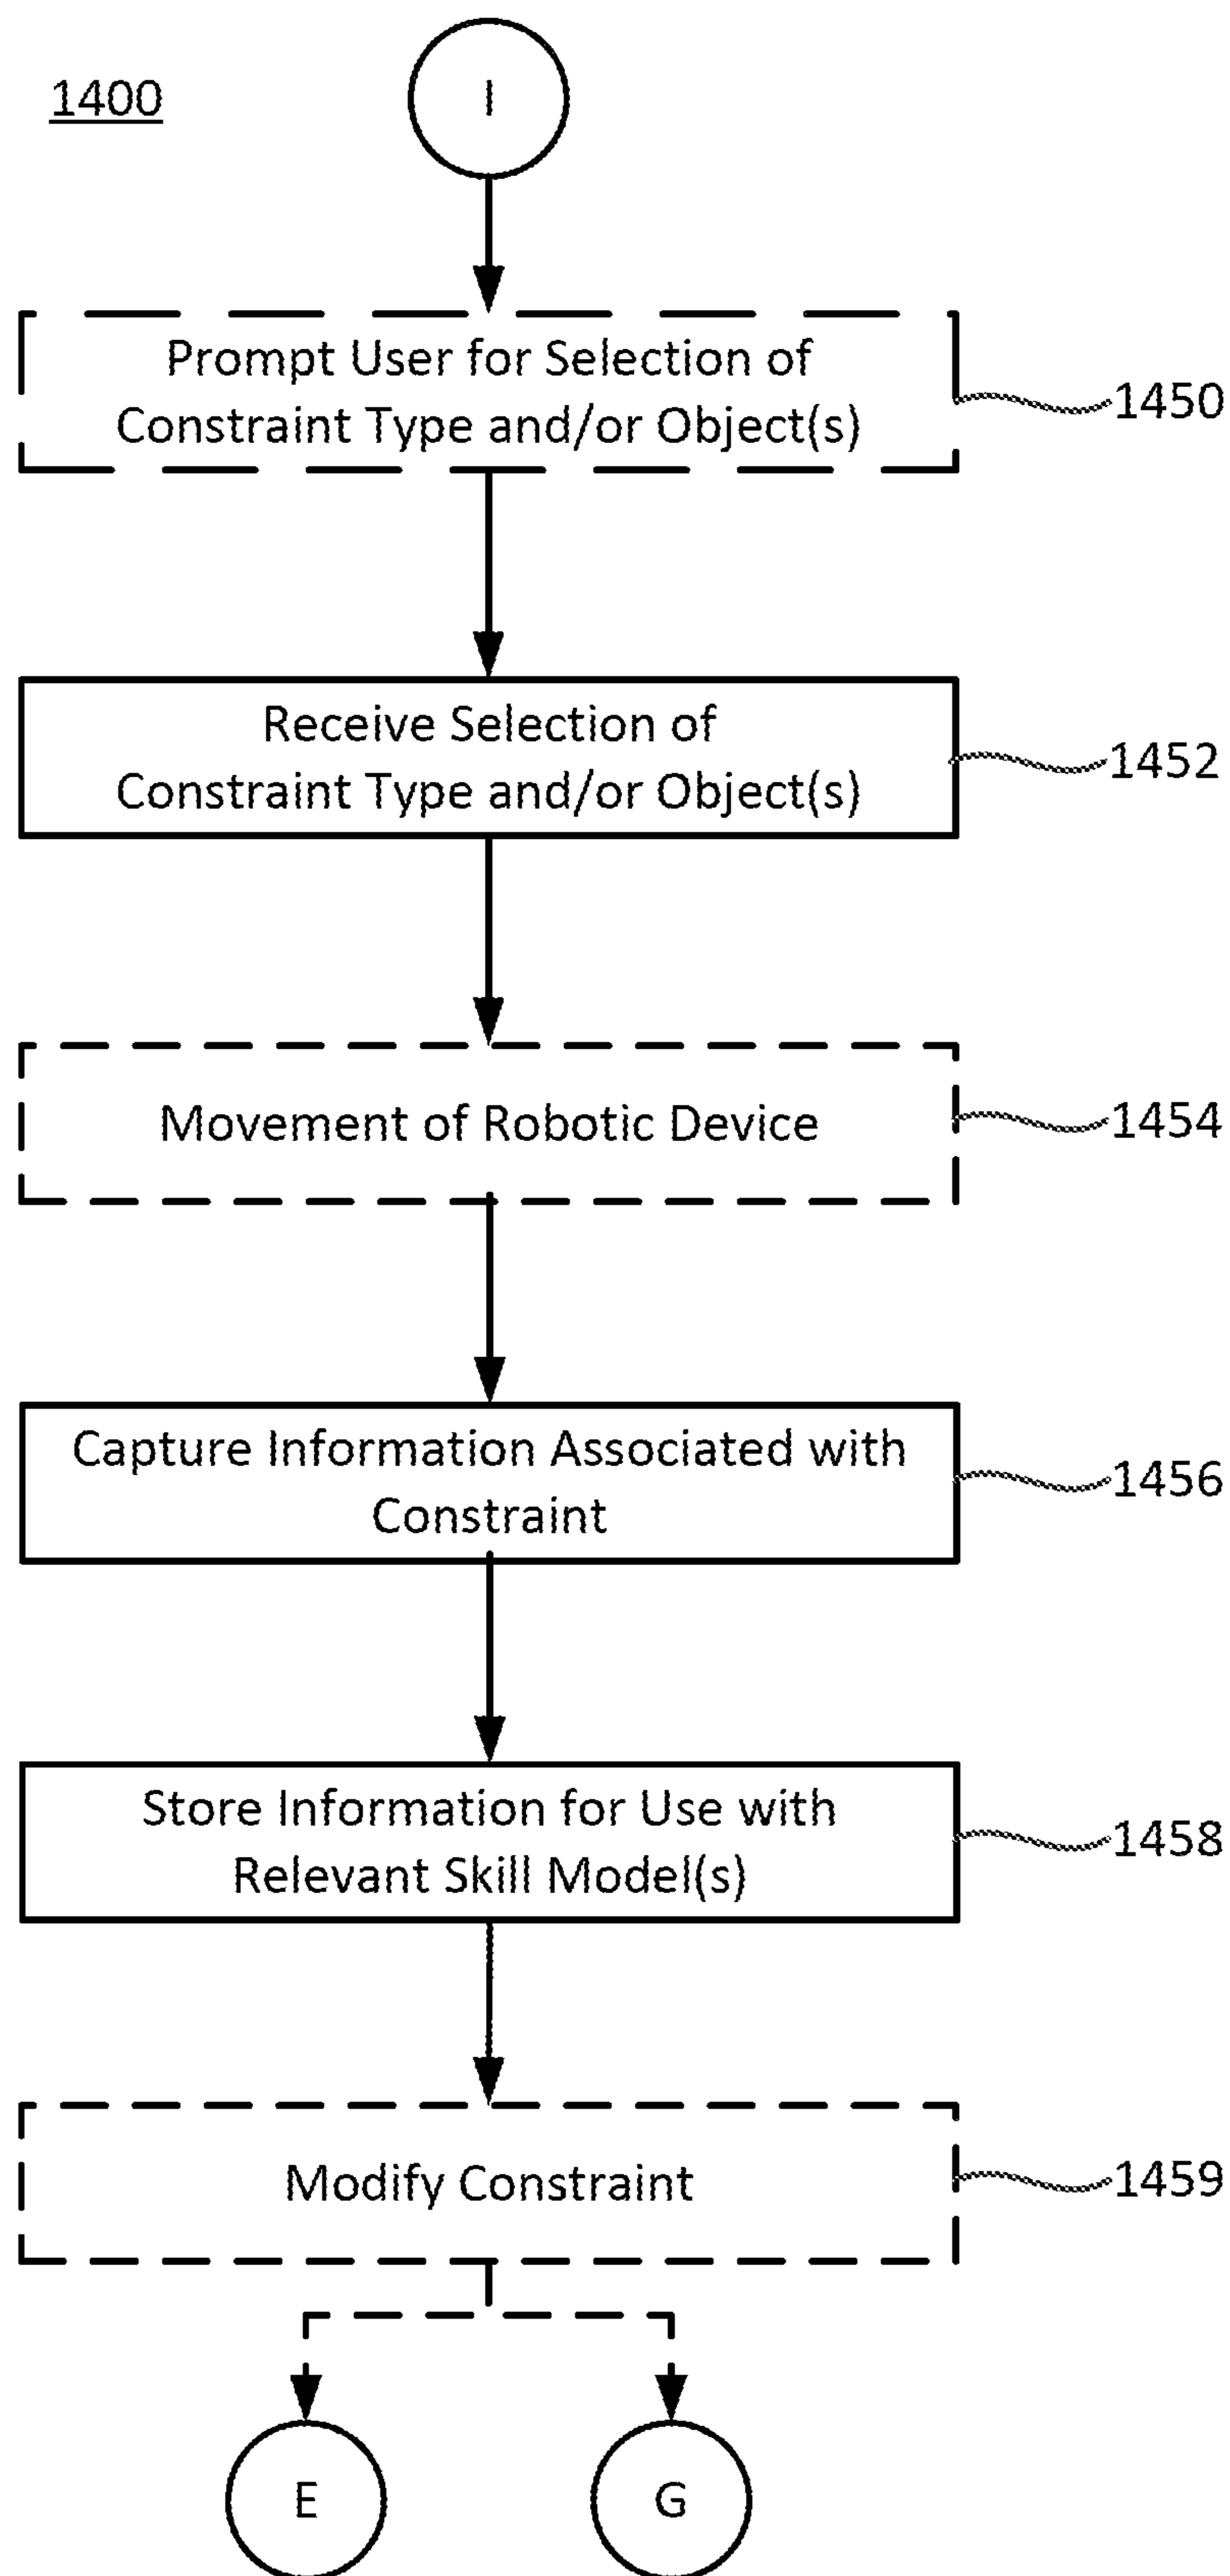 1400
I
Prompt User for Selection of
Constraint Type and/or Object(s)
1450
Receive Selection of
Constraint Type and/or Object(s)
1452
Movement of Robotic Device
1454
Capture Information Associated with
Constraint
1456
Store Information for Use with
Relevant Skill Model(s)
1458
Modify Constraint
1459
E
G